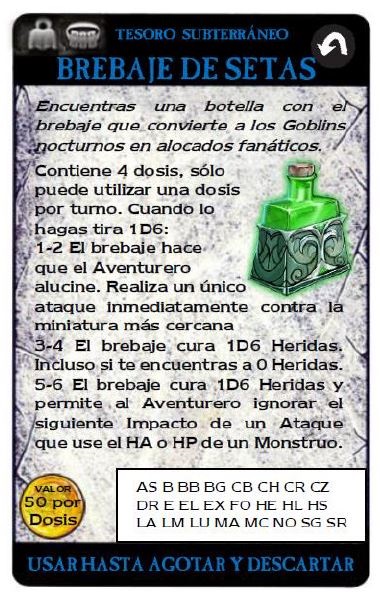 TESORO SUBTERRÁNEO
BREBAJE DE SETAS
Encuentras una botella con el
brebaje que convierte a los Goblins
nocturnos en alocados fanáticos.
Contiene 4 dosis, sólo
puede utilizar una dosis
por turno. Cuando lo
hagas tira 1D6:
1-2 El brebaje hace
que el Aventurero
alucine. Realiza un único
ataque inmediatamente contra la
miniatura más cercana
3-4 El brebaje cura 1D6 Heridas.
Incluso si te encuentras a 0 Heridas.
5-6 El brebaje cura 1D6 Heridas y
permite al Aventurero ignorar el
siguiente Impacto de un Ataque
que use el HA o HP de un Monstruo.
VALOR
50 por
Dosis
AS B BB BG CB CH CR CZ
DR E EL EX FO HE HL HS
LA LM LU MA MC NO SG SR
USAR HASTA AGOTAR Y DESCARTAR